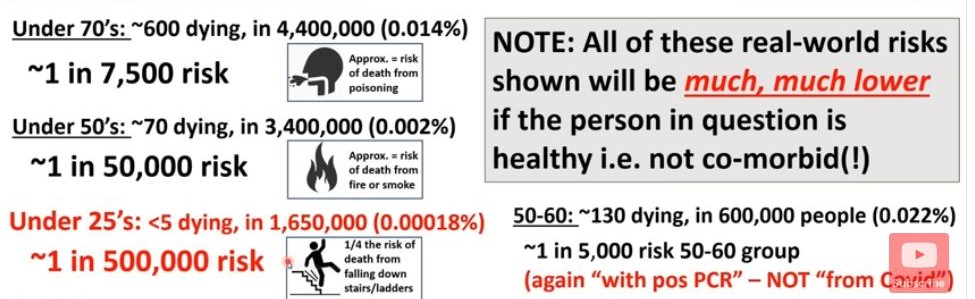 Under 70's: ~600 dying, in 4,400,000 (0.014%)
~1 in 7,500 risk
Approx. = risk
of death from
poisoning
Under 50's: ~70 dying, in 3,400,000 (0.002%)
~1 in 50,000 risk
Approx. = risk
of death from
fire or smoke
Under 25's: <5 dying, in 1,650,000 (0.00018%)
~1 in 500,000 risk
1/4 the risk of
death from
falling down
stairs/ladders
NOTE: All of these real-world risks
shown will be much, much lower
if the person in question is
healthy i.e. not co-morbid(!)
50-60: ~130 dying, in 600,000 people (0.022%)
~1 in 5,000 risk 50-60 group
(again “with pos PCR” – NOT “from Covid”)
Subscribe